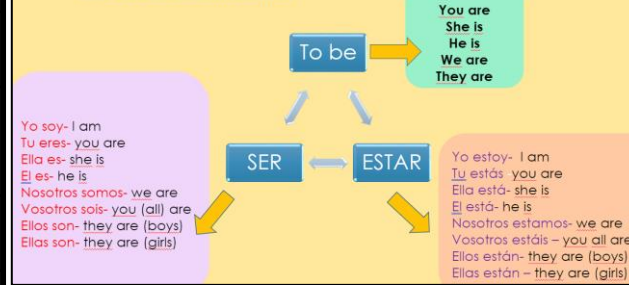 You are
She is
He is
We are
They are
To be
SER
ESTAR
Yo soy- I am
Tu eres- you are
Ella es- she is
El es- he is
Nosotros somos- we are
Vosotros sois- you (all) are
Ellos son- they are (boys)
Ellas son- they are (girls)
Yo estoy- I am
Tu estás you are
Ella está- she is
El está- he is
Nosotros estamos- we are
Vosotros estáis – you all are
Ellos están- they are (boys)
Ellas están – they are (girls)